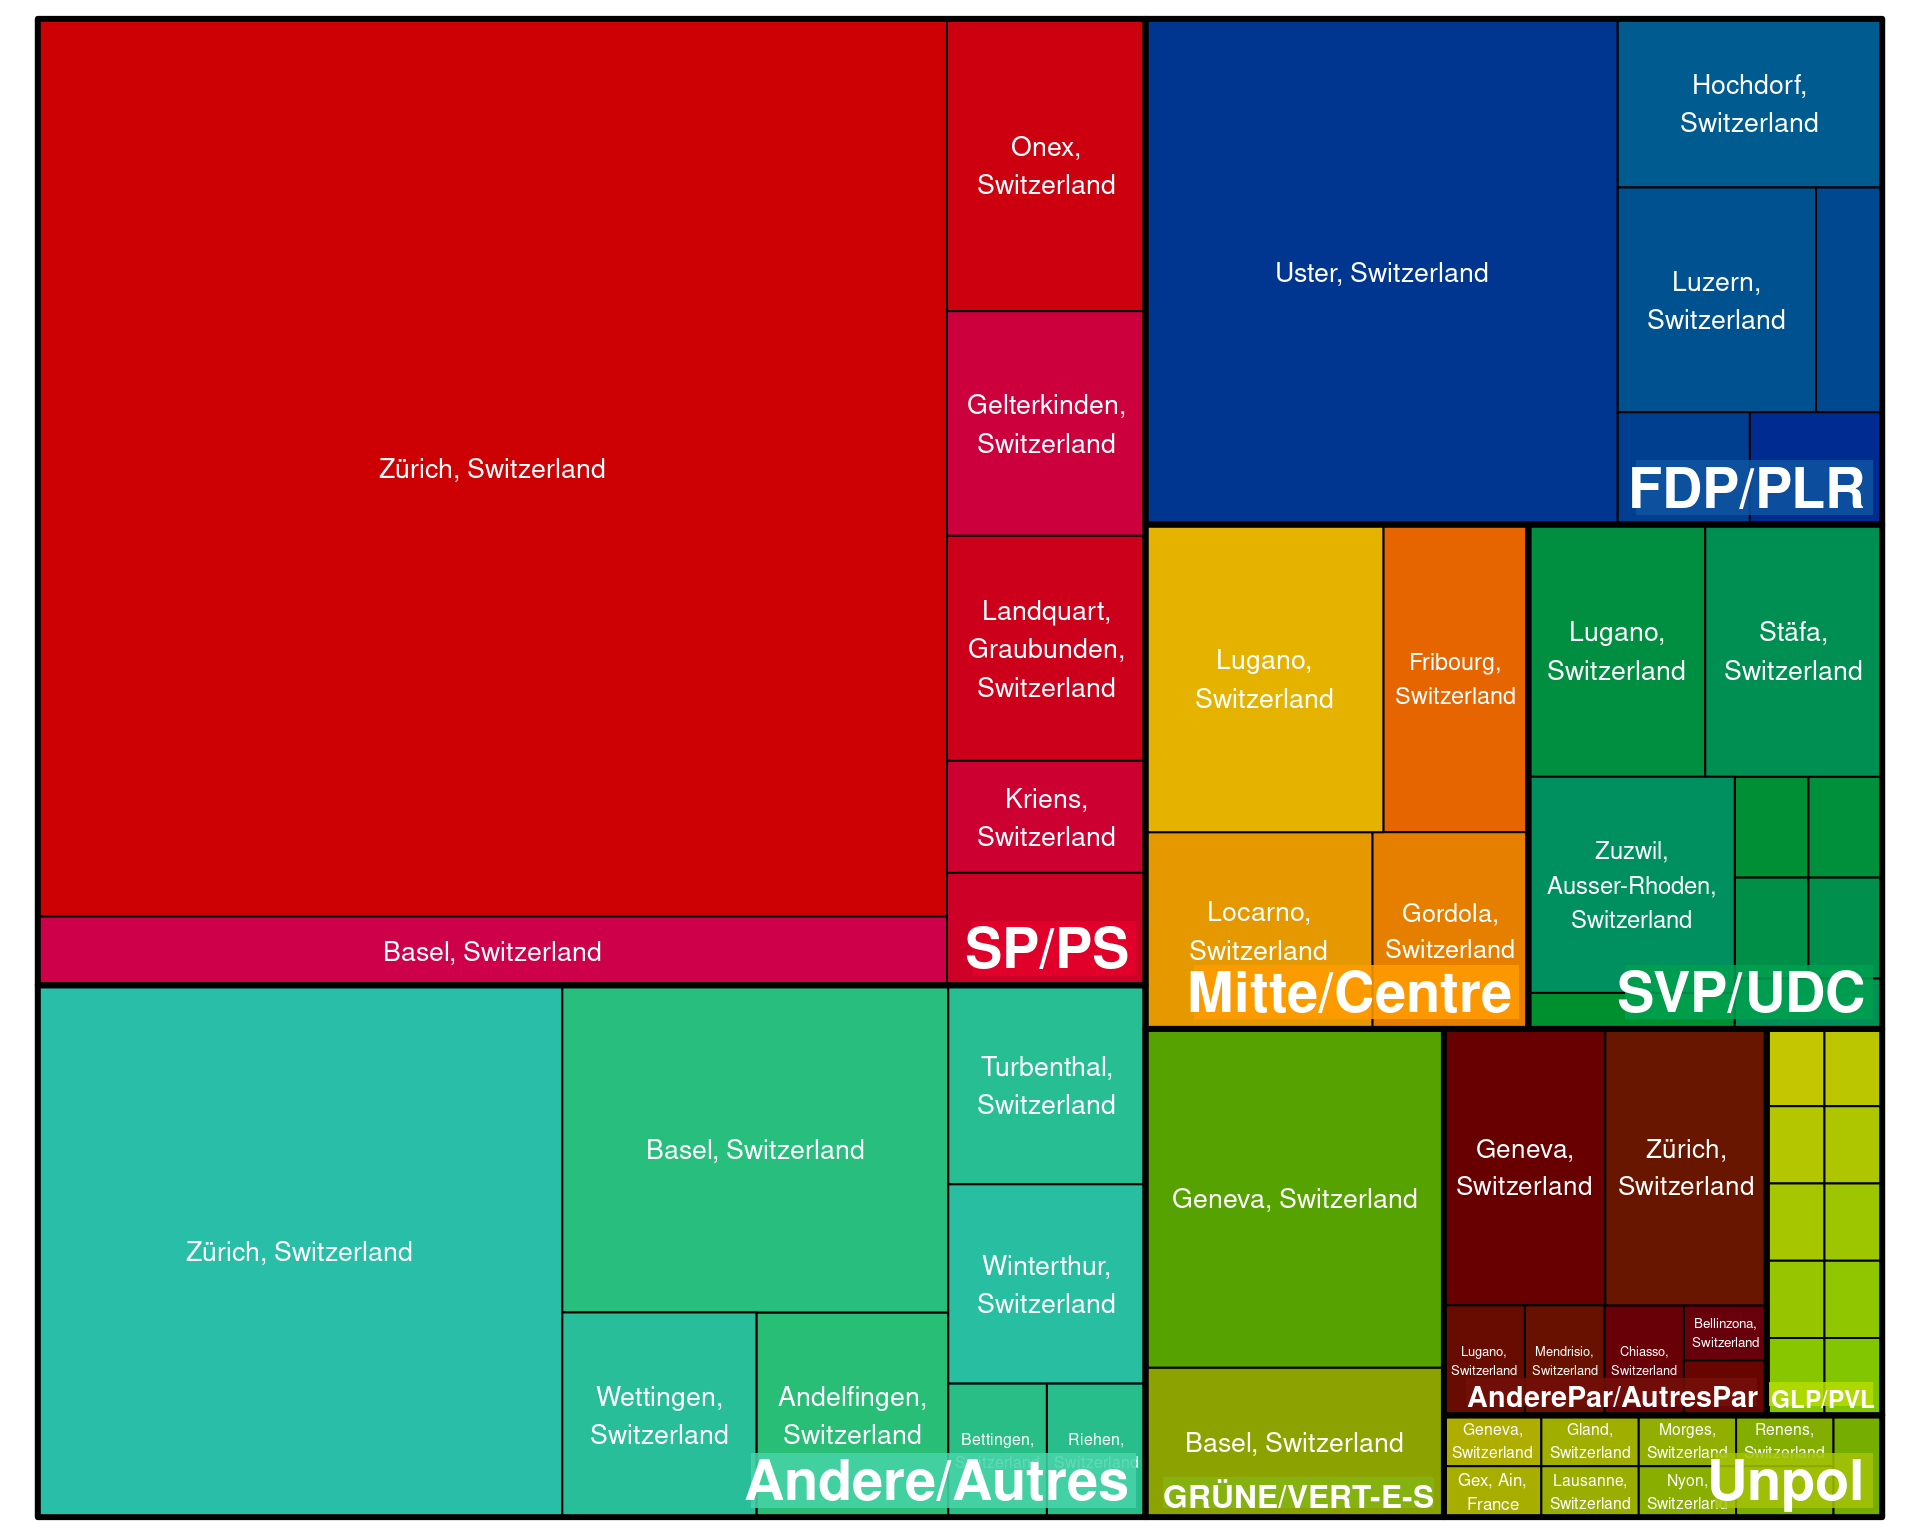 Zürich, Switzerland
Basel, Switzerland
Onex,
Switzerland
Gelterkinden,
Switzerland
Landquart,
Graubunden,
Switzerland
Kriens,
Switzerland
SP/PS
Zürich, Switzerland
Basel, Switzerland
Wettingen,
Switzerland
Andelfingen,
Switzerland
Turbenthal,
Switzerland
Winterthur,
Switzerland
Bettingen,
Switzerland
Riehen,
Switzerland
Andere/Autres
Uster, Switzerland
Hochdorf,
Switzerland
Luzern,
Switzerland
FDP/PLR
Lugano,
Switzerland
Fribourg,
Switzerland
Locarno,
Switzerland
Gordola,
Switzerland
Mitte/Centre
Lugano,
Switzerland
Stäfa,
Switzerland
Zuzwil,
Ausser-Rhoden,
Switzerland
SVP/UDC
Geneva, Switzerland
Basel, Switzerland
GRÜNE/VERT-E-S
Geneva,
Switzerland
Zürich,
Switzerland
Lugano,
Switzerland
Mendrisio,
Switzerland
Chiasso,
Switzerland
Bellinzona,
Switzerland
AnderePar/AutresPar
GLP/PVL
Geneva,
Switzerland
Gland,
Switzerland
Morges,
Switzerland
Renens,
Switzerland
Gex, Ain,
France
Lausanne,
Switzerland
Nyon,
Switzerland
Unpol